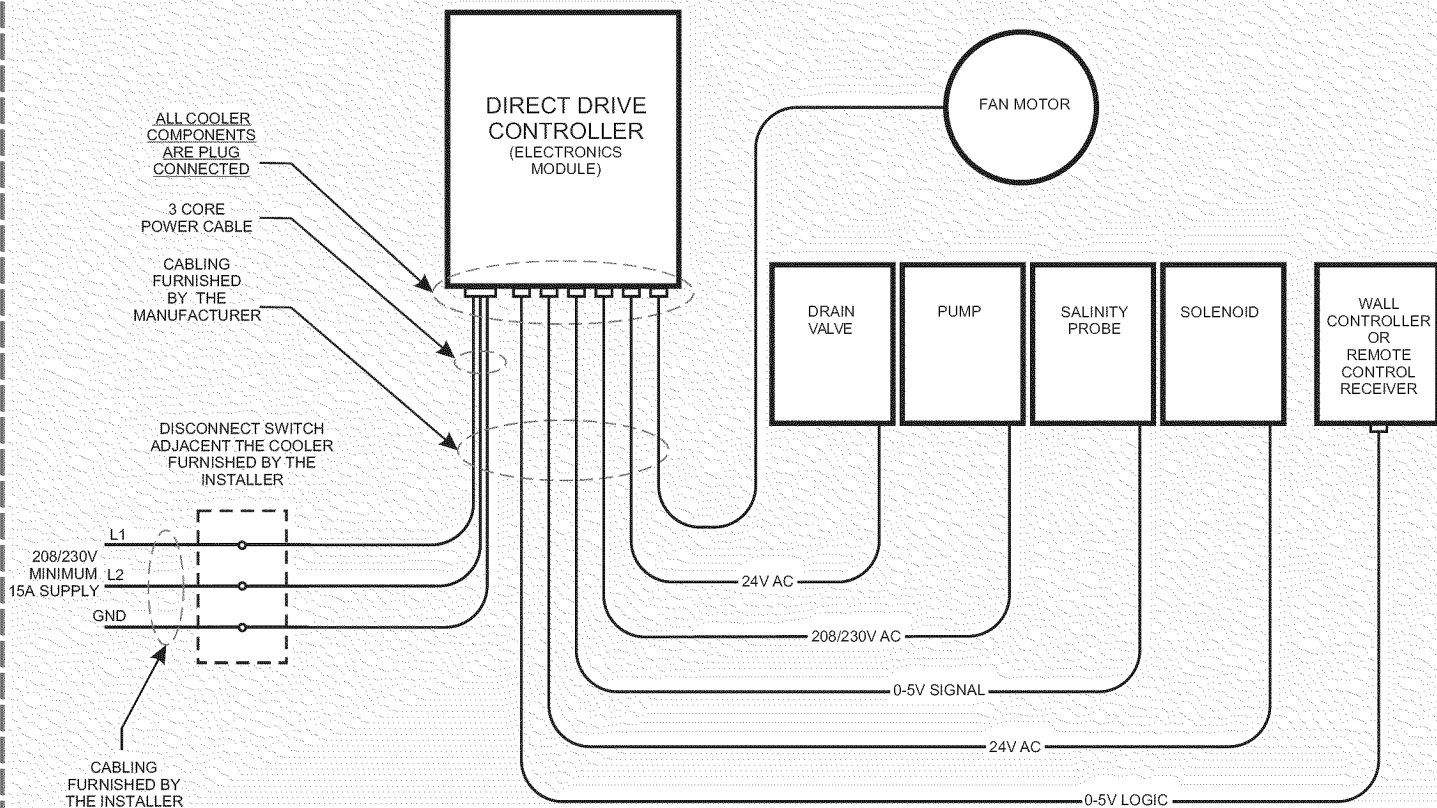 DIRECT DRIVE
CONTROLLER
(ELECTRONICS
MODULE)
FAN MOTOR
ALL COOLER
COMPONENTS
ARE PLUG
CONNECTED
3 CORE
POWER CABLE
CABLING
FURNISHED
BY THE
MANUFACTURER
DRAIN
VALVE
PUMP
SALINITY
PROBE
SOLENOID
WALL
CONTROLLER
OR
REMOTE
CONTROL
RECEIVER
DISCONNECT SWITCH
ADJACENT THE COOLER
FURNISHED BY THE
INSTALLER
L1
208/230V
MINIMUM
15A SUPPLY
L2
GND
24V AC
208/230V AC
0-5V SIGNAL
24V AC
0-5V LOGIC
CABLING
FURNISHED BY
THE INSTALLER